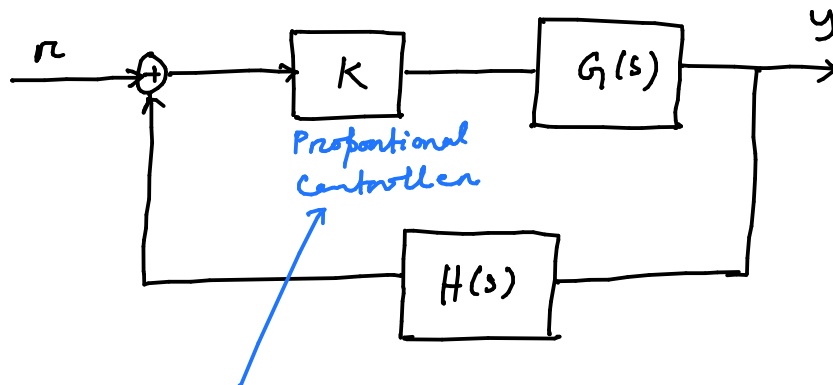 r
y
+
K
G(s)
Proportional
Controller
H(s)